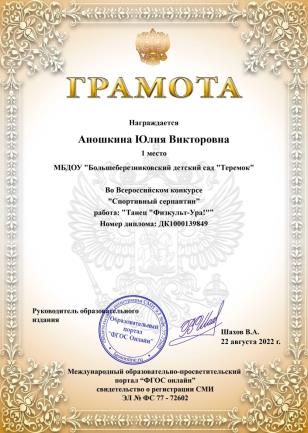 ГРАМОТА
Награждается
Аношкина Юлия Викторовна
1 место
МБДОУ "Большеберезниковский детский сад "Теремок"
Во Всероссийском конкурсе
"Спортивный серпантин"
работа: "Танец "Физкульт-Ура!""
Номер диплома: ДК1000139849
Руководитель образовательного
издания
Образовательный
портал
"ФГОС Онлайн"
Шахов В.А.
22 августа 2022 г.
Международный образовательно-просветительский
портал “ФГОС онлайн”
свидетельство о регистрации СМИ
ЭЛ № ФС 77 - 72602